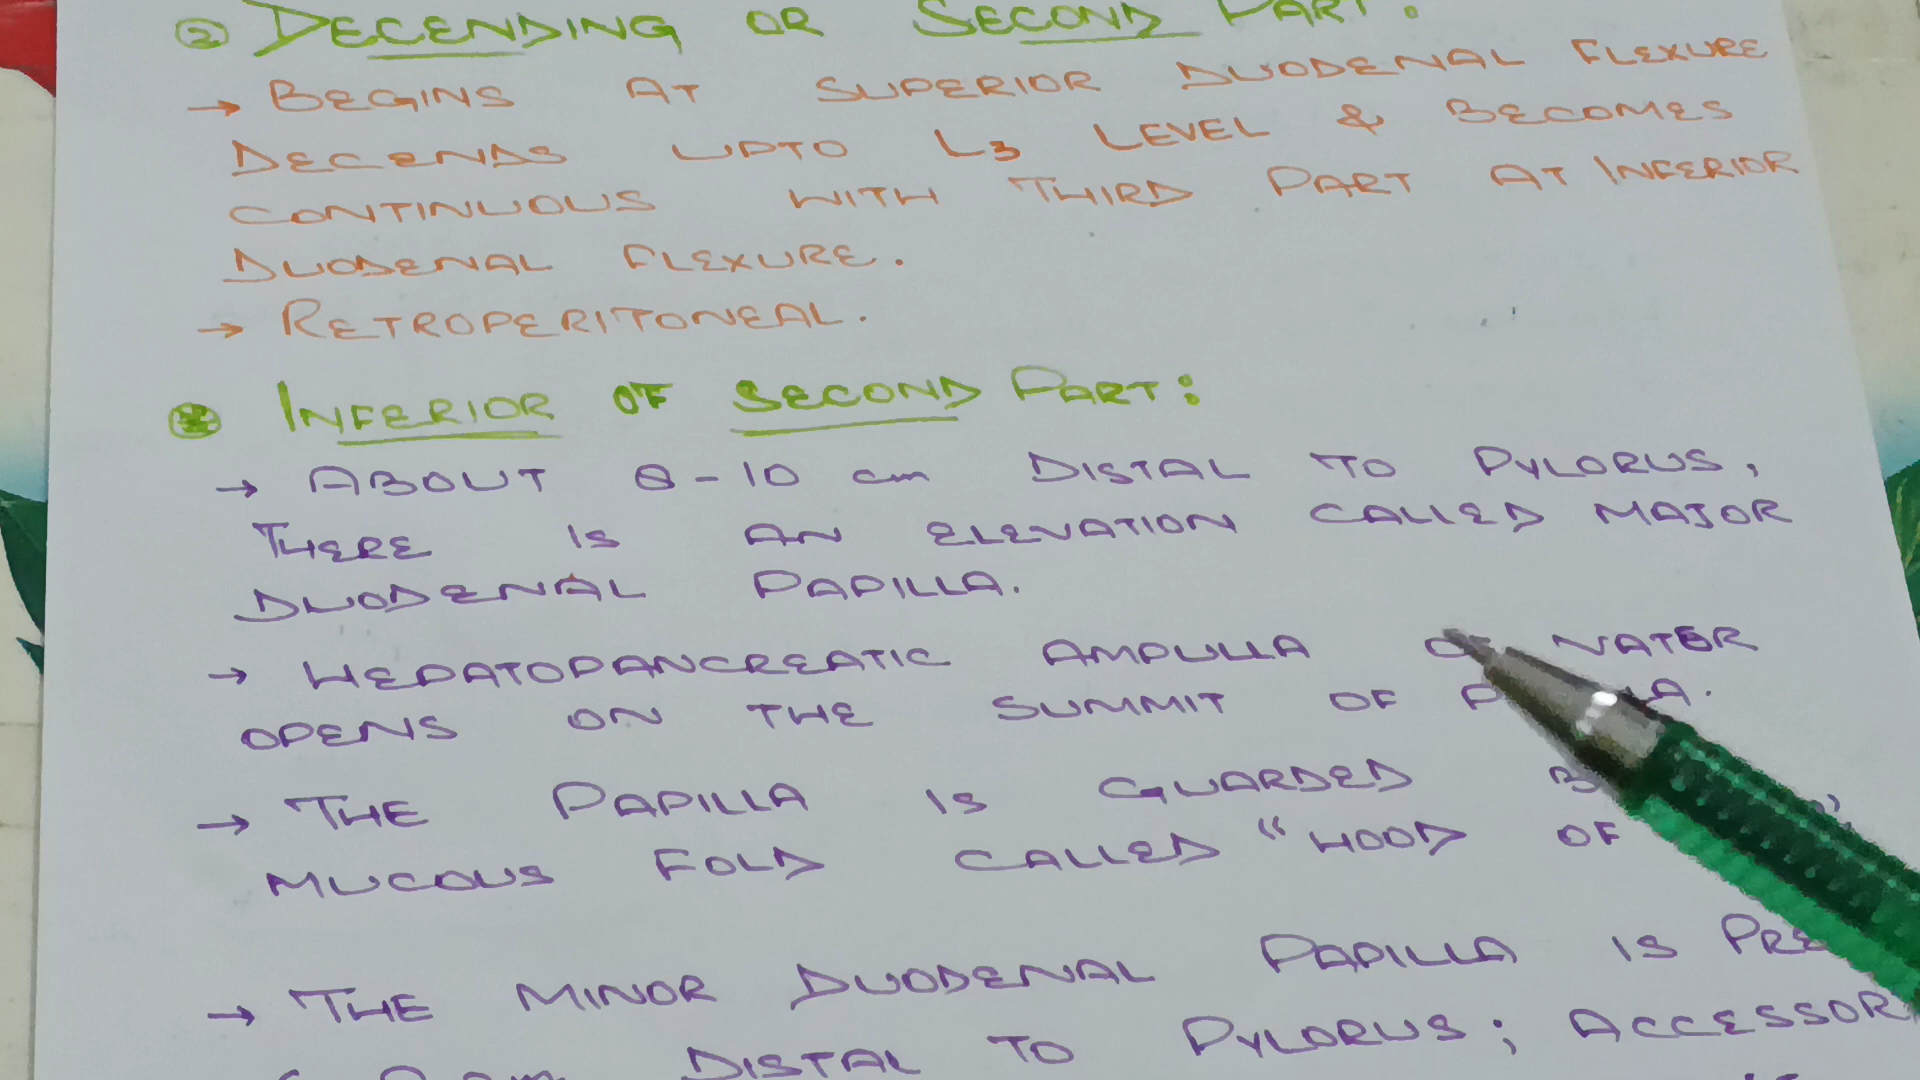 ② DECENDING OR SECOND PART:
→ BEGINS AT SUPERIOR DUODENAL FLEXURE
DECENDS UPTO L3 LEVEL & BECOMES
CONTINUOUS WITH THIRD PART AT INFERIOR
DUODENAL FLEXURE.
→ RETROPERITONEAL.
INFERIOR OF SECOND PART:
→ ABOUT 8-10 cm DISTAL TO PYLORUS,
THERE IS AN ELEVATION CALLED MAJOR
DUODENAL PAPILLA.
→ HEPATOPANCREATIC AMPULLA OF VATER
OPENS ON THE SUMMIT OF
→ THE PAPILLA IS GUARDED
MUCOUS FOLD CALLED "HOOD OF
→ THE MINOR DUODENAL PAPILLA IS
DISTAL TO PYLORUS;